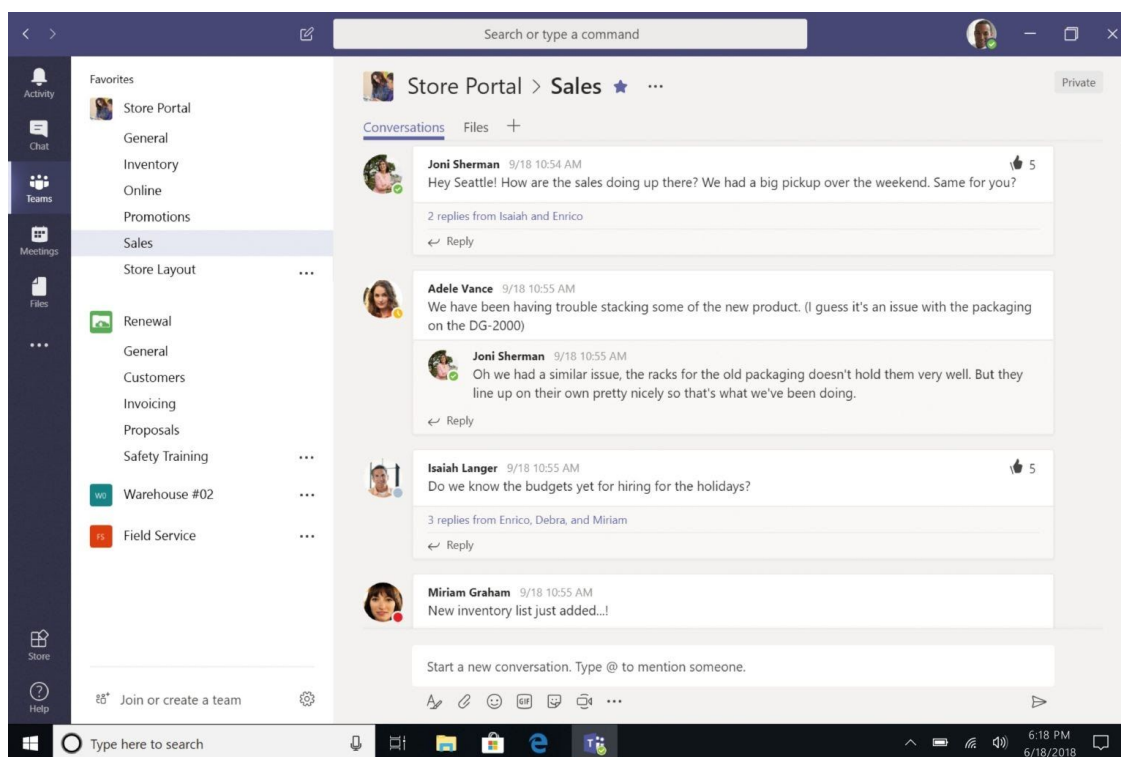 Search or type a command
Activity
Chat
Teams
Meetings
Files
Store
Help
Favorites
Store Portal
General
Inventory
Online
Promotions
Sales
Store Layout
Renewal
General
Customers
Invoicing
Proposals
Safety Training
WO Warehouse #02
FS Field Service
Join or create a team
Store Portal > Sales
Private
Conversations Files
Joni Sherman 9/18 10:54 AM 5
Hey Seattle! How are the sales doing up there? We had a big pickup over the weekend. Same for you?
2 replies from Isaiah and Enrico
Reply
Adele Vance 9/18 10:55 AM
We have been having trouble stacking some of the new product. (I guess it's an issue with the packaging
on the DG-2000)
Joni Sherman 9/18 10:55 AM
Oh we had a similar issue, the racks for the old packaging doesn't hold them very well. But they
line up on their own pretty nicely so that's what we've been doing.
Reply
Isaiah Langer 9/18 10:55 AM 5
Do we know the budgets yet for hiring for the holidays?
3 replies from Enrico, Debra, and Miriam
Reply
Miriam Graham 9/18 10:55 AM
New inventory list just added...!
Start a new conversation. Type @ to mention someone.
GIF
Type here to search
6:18 PM
6/18/2018